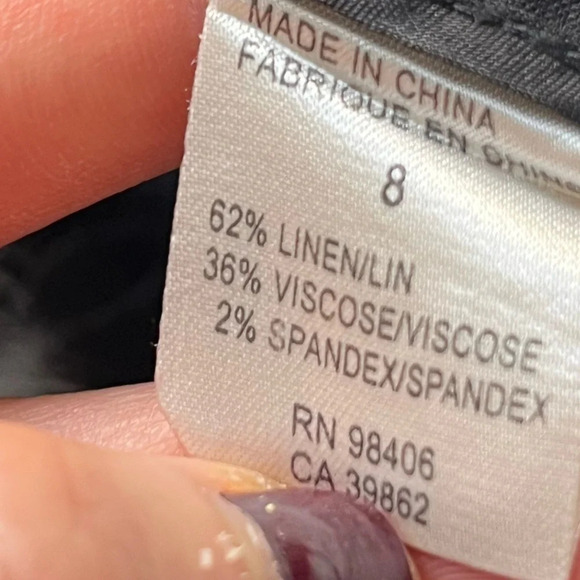 MADE IN CHINA
FABRIQUE EN CHINE
8
62% LINEN/LIN
36% VISCOSE/VISCOSE
2% SPANDEX/SPANDEX
RN 98406
CA 39862